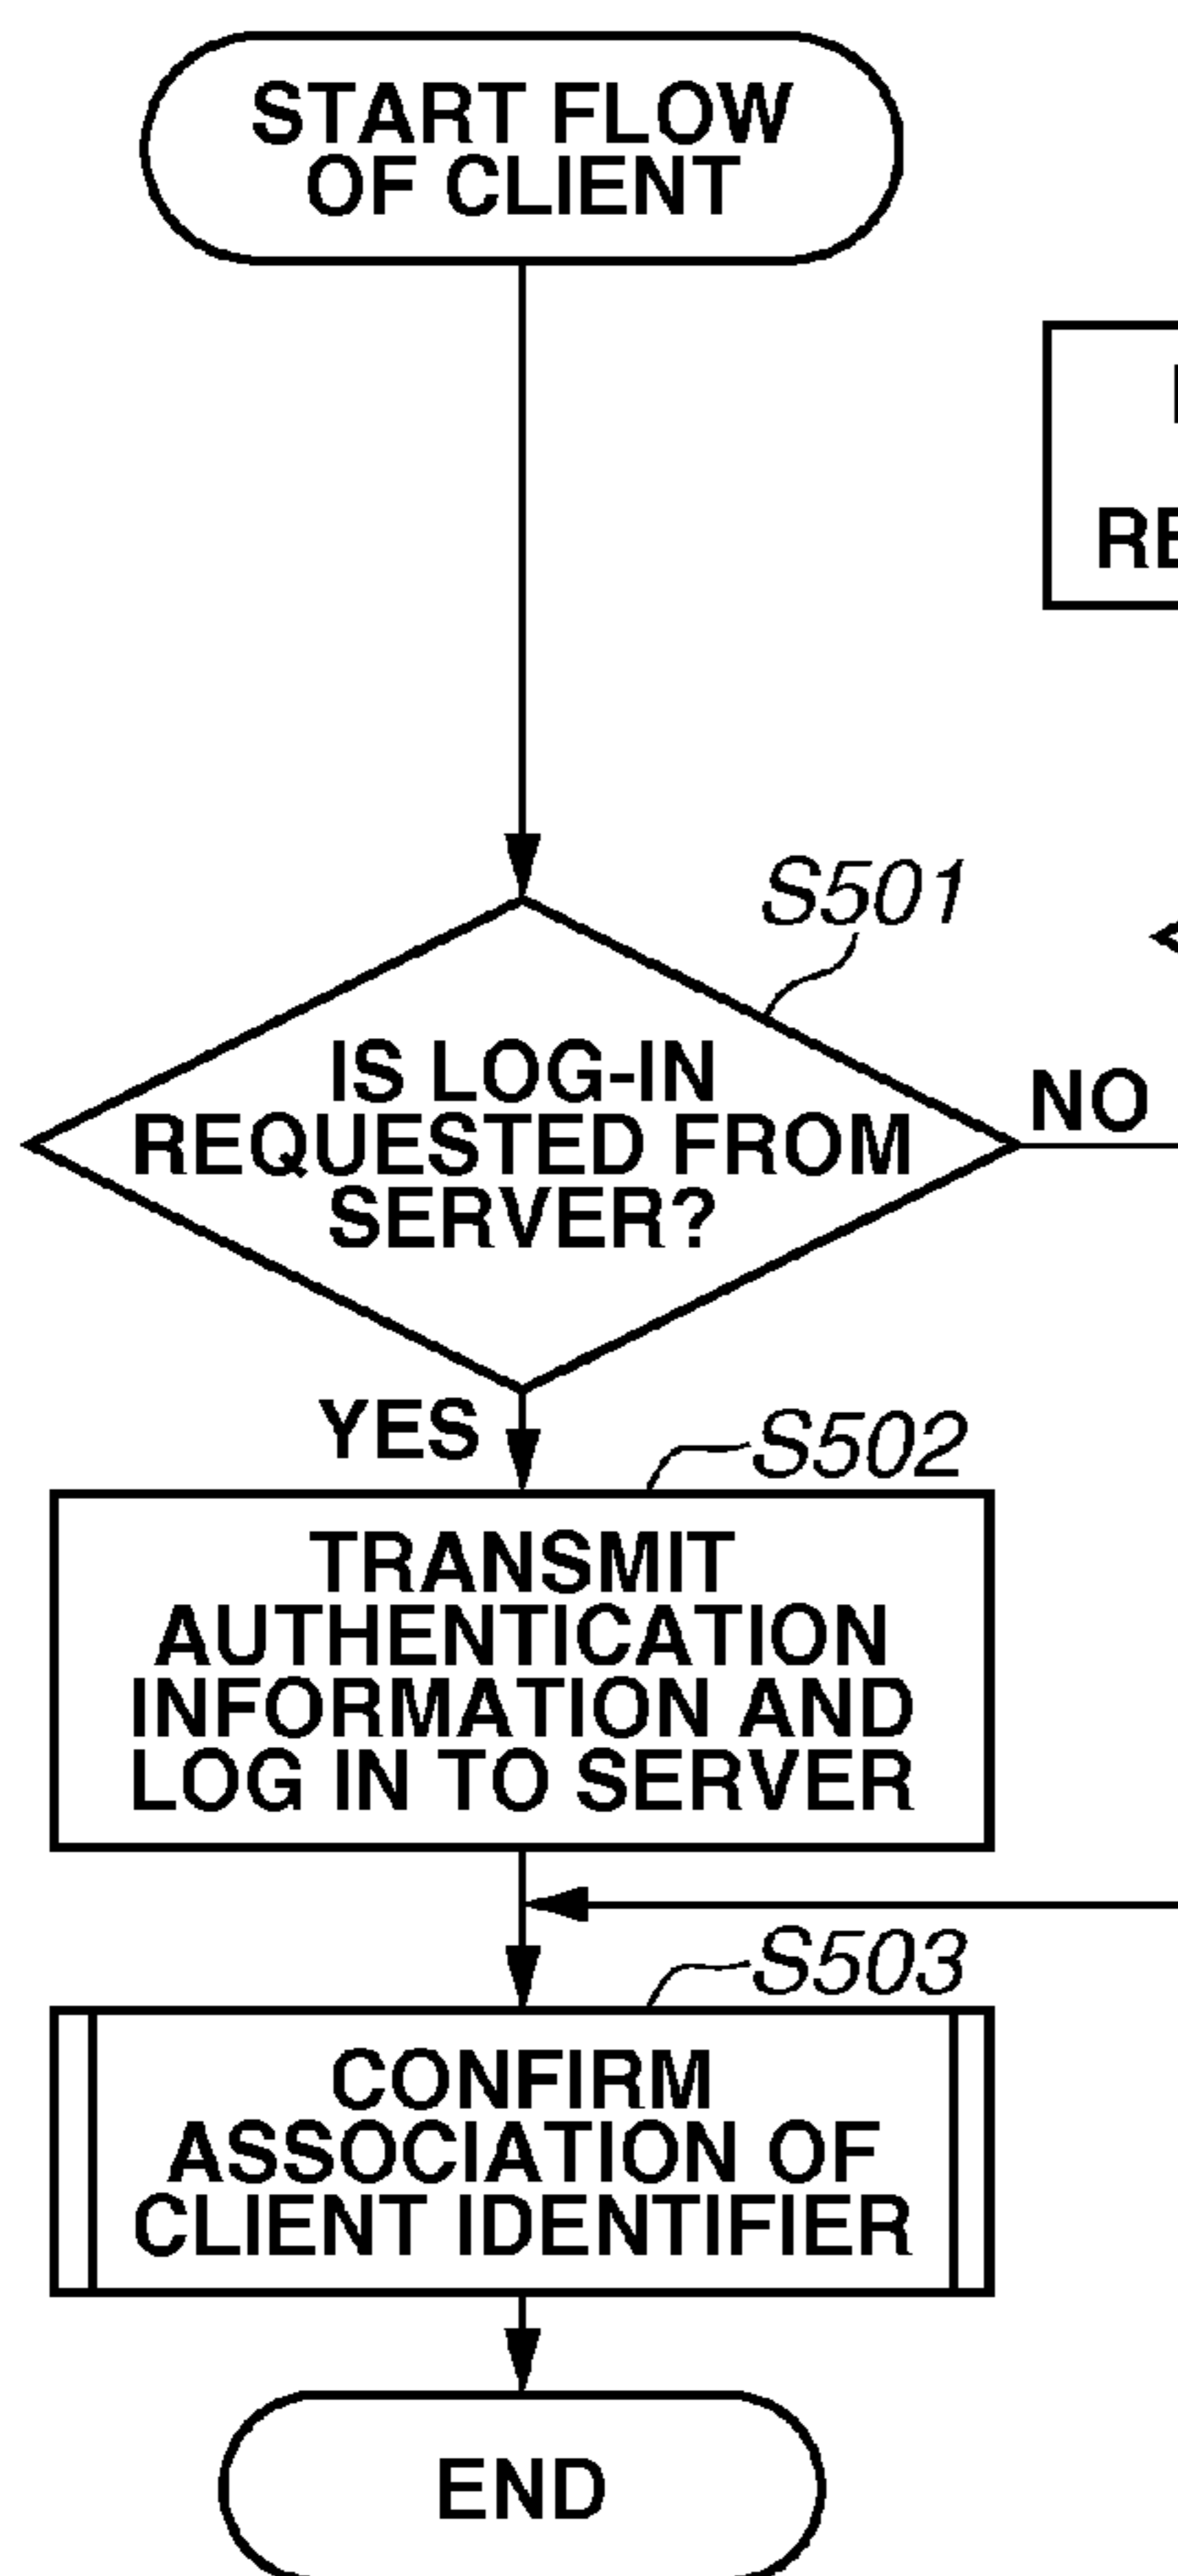 START FLOW
OF CLIENT
S501
IS LOG-IN
REQUESTED FROM
SERVER?
NO
YES
S502
TRANSMIT
AUTHENTICATION
INFORMATION AND
LOG IN TO SERVER
S503
CONFIRM
ASSOCIATION OF
CLIENT IDENTIFIER
END